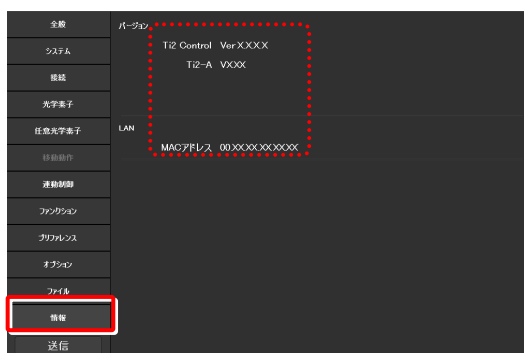 全般
システム
接続
光学素子
任意光学素子
移動動作
連動制御
ファンクション
プリファレンス
オプション
ファイル
情報
送信
バージョン
Ti2 Control Ver X.X.X.X
Ti2-A VX.XX
LAN
MACアドレス 00.XX.XX.XX.XX.XX